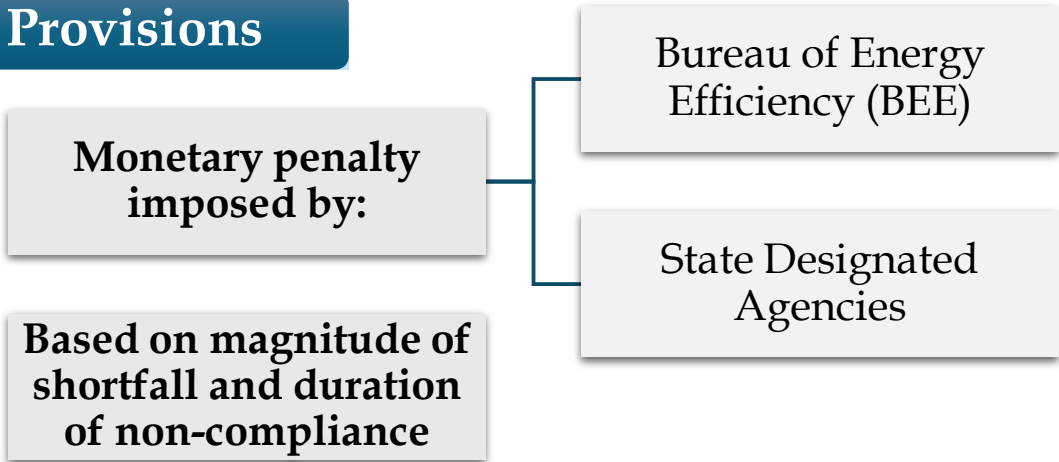 Provisions
Monetary penalty
imposed by:
Bureau of Energy
Efficiency (BEE)
State Designated
Agencies
Based on magnitude of
shortfall and duration
of non-compliance